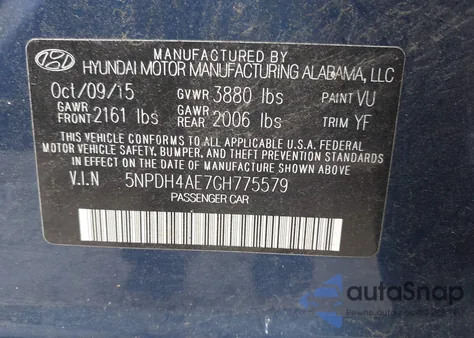 MANUFACTURED BY
HYUNDAI MOTOR MANUFACTURING ALABAMA, LLC
Oct/09/15 GVWR 3880 lbs PAINT VU
GAWR FRONT 2161 lbs GAWR REAR 2006 lbs TRIM YF
THIS VEHICLE CONFORMS TO ALL APPLICABLE U.S. FEDERAL
MOTOR VEHICLE SAFETY, BUMPER, AND THEFT PREVENTION STANDARDS
IN EFFECT ON THE DATE OF MANUFACTURE SHOWN ABOVE.
V.I.N 5NPDH4AE7GH775579
PASSENGER CAR
autoSnap